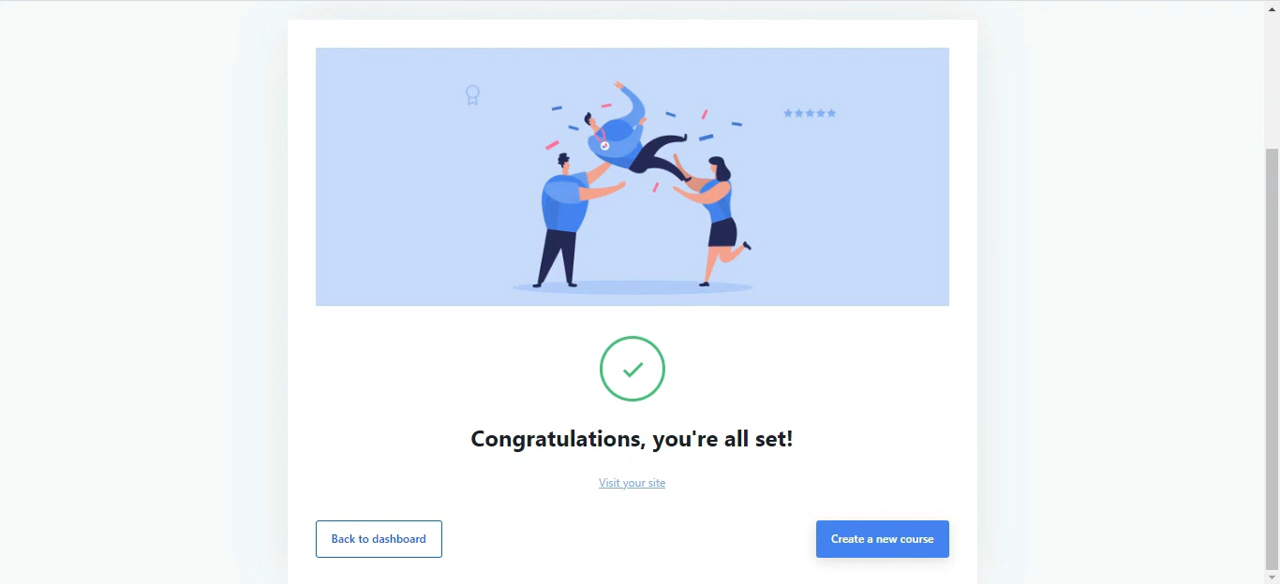 Congratulations, you're all set!
Visit your site
Back to dashboard
Create a new course